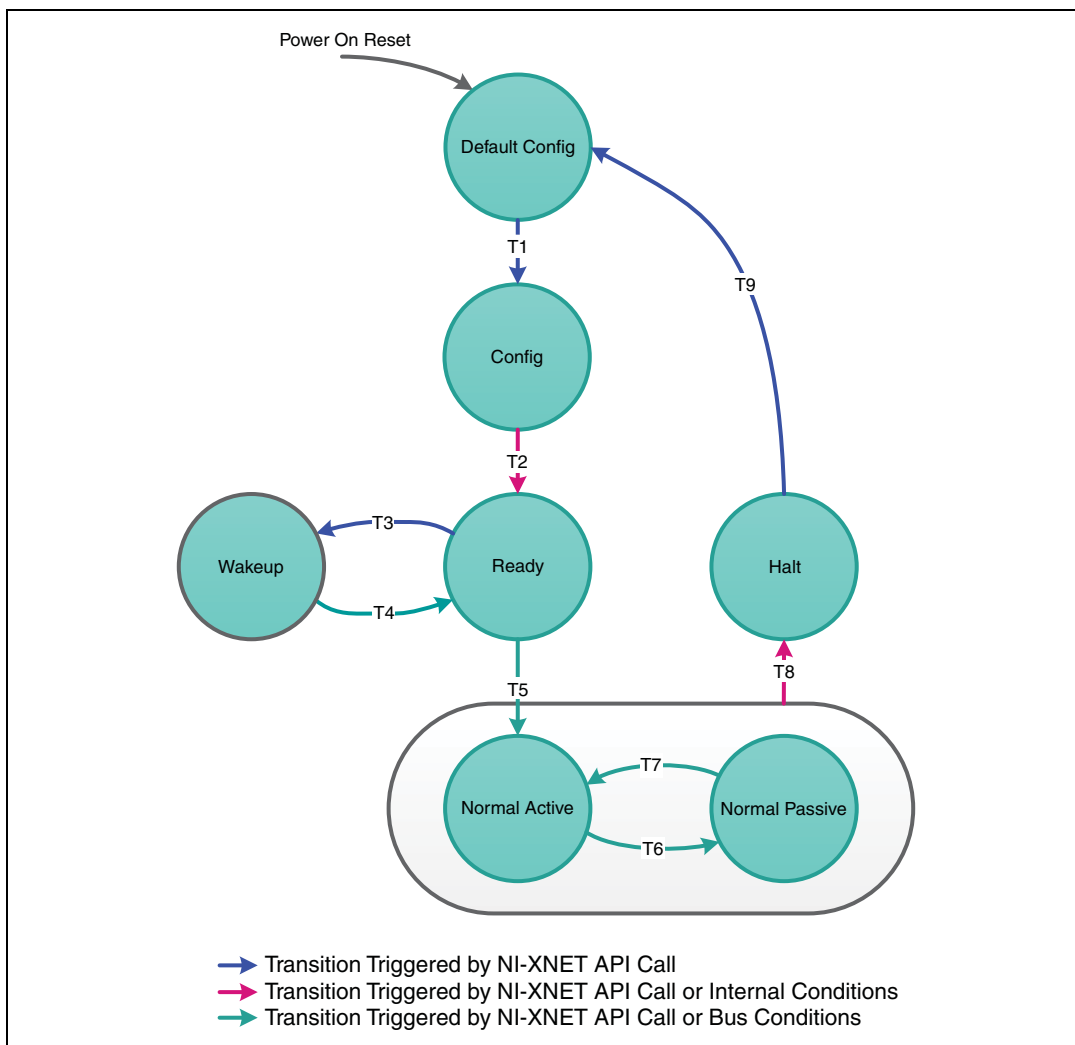 Power On Reset
Default Config
T1
T9
Config
T2
T3
Wakeup
Ready
Halt
T4
T8
T5
T7
Normal Active
Normal Passive
T6
Transition Triggered by NI-XNET API Call
Transition Triggered by NI-XNET API Call or Internal Conditions
Transition Triggered by NI-XNET API Call or Bus Conditions